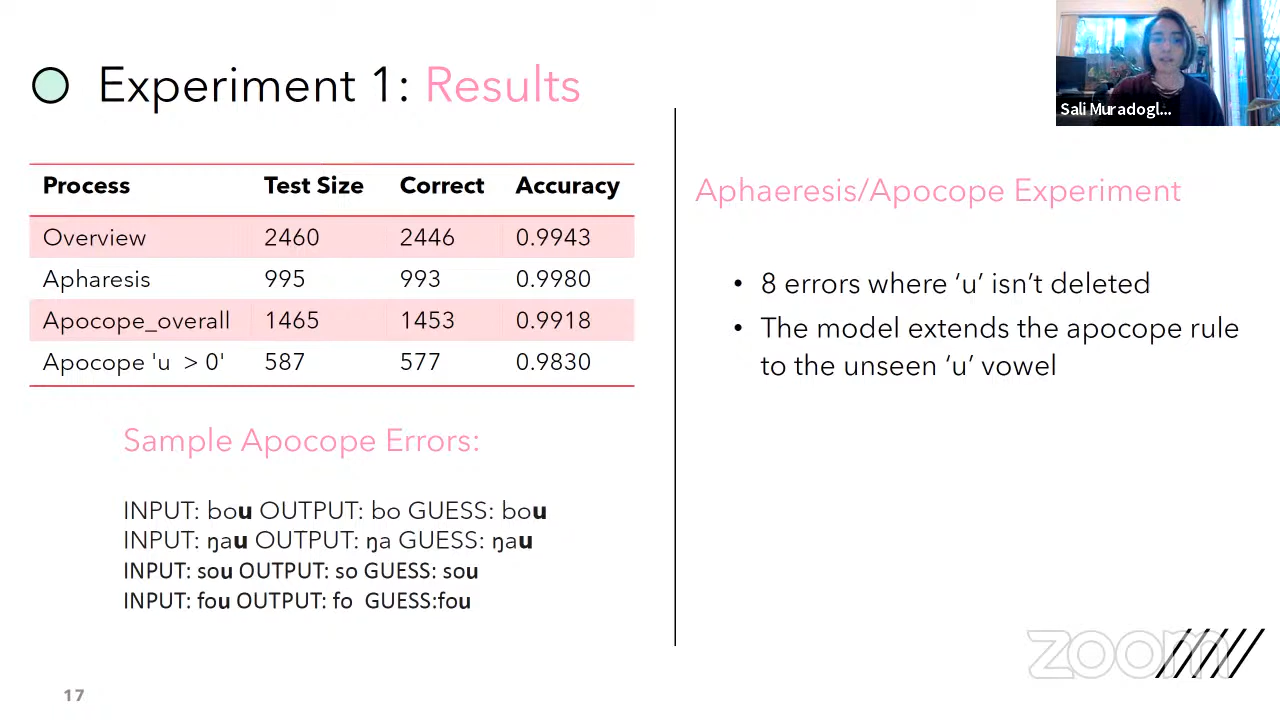 Experiment 1: Results
Process Test Size Correct Accuracy
Overview 2460 2446 0.9943
Apharesis 995 993 0.9980
Apocope_overall 1465 1453 0.9918
Apocope 'u > 0' 587 577 0.9830
Sample Apocope Errors:
INPUT: bou OUTPUT: bo GUESS: bou
INPUT: ŋau OUTPUT: ŋa GUESS: ŋau
INPUT: sou OUTPUT: so GUESS: sou
INPUT: fou OUTPUT: fo GUESS:fou
17
Sali Muradogl...
Aphaeresis/Apocope Experiment
• 8 errors where ‘u’ isn’t deleted
• The model extends the apocope rule
to the unseen ‘u’ vowel
zoom